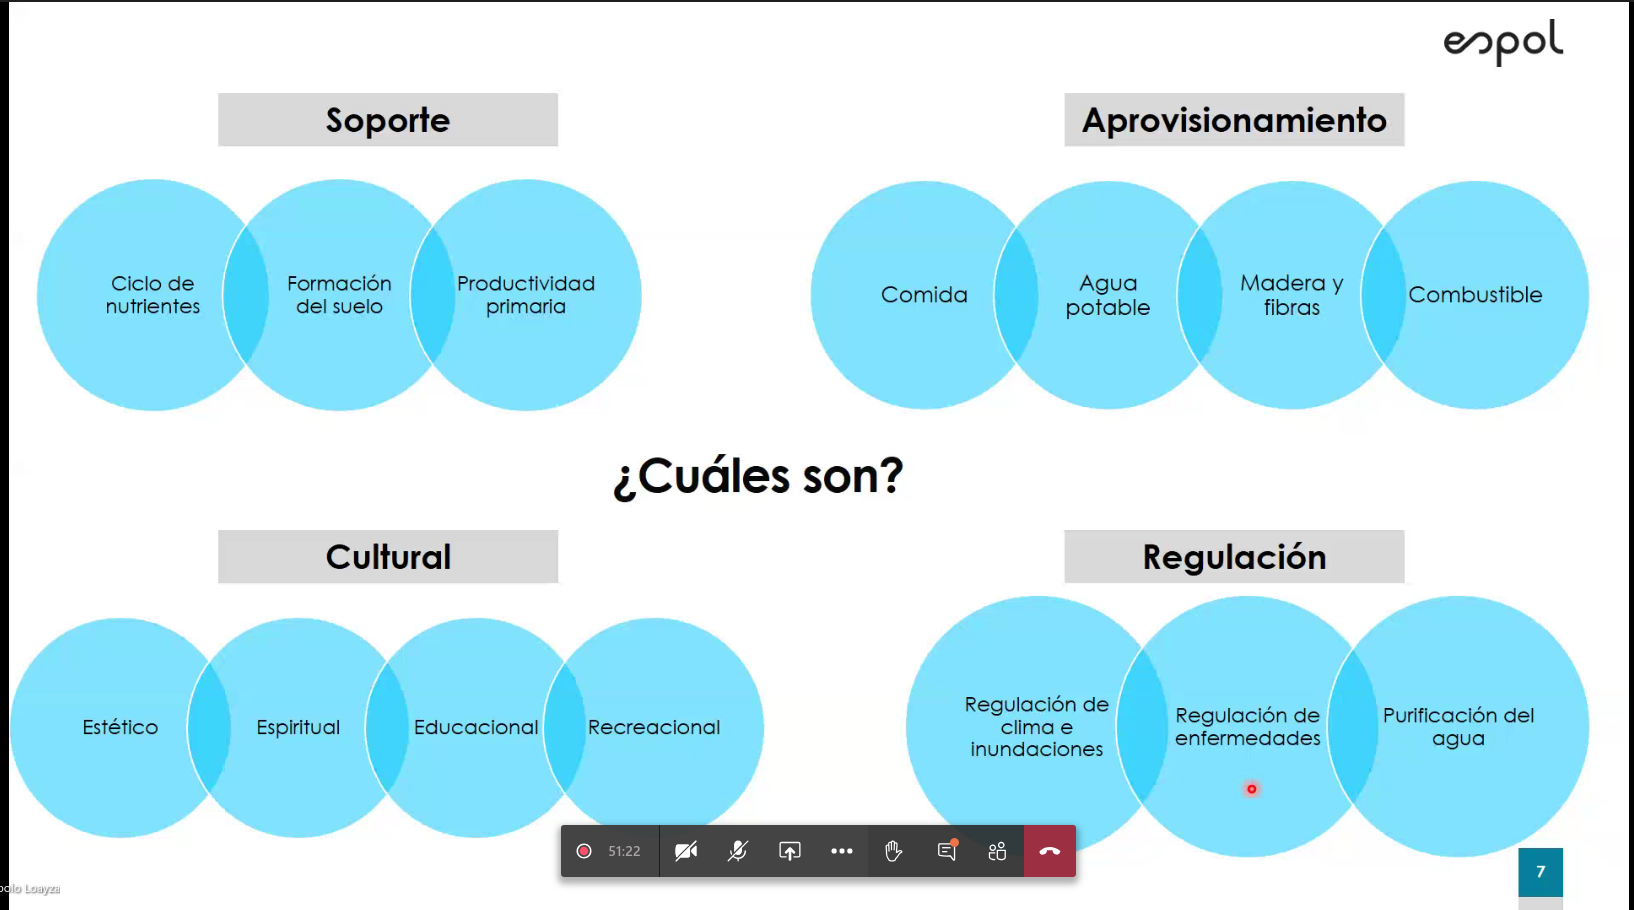 espol
Soporte
Aprovisionamiento
Ciclo de
nutrientes
Formación
del suelo
Productividad
primaria
Comida
Agua
potable
Madera y
fibras
Combustible
¿Cuáles son?
Cultural
Regulación
Estético
Espiritual
Educacional
Recreacional
Regulación de
clima e
inundaciones
Regulación de
enfermedades
Purificación del
agua
51:22
7
Loayza